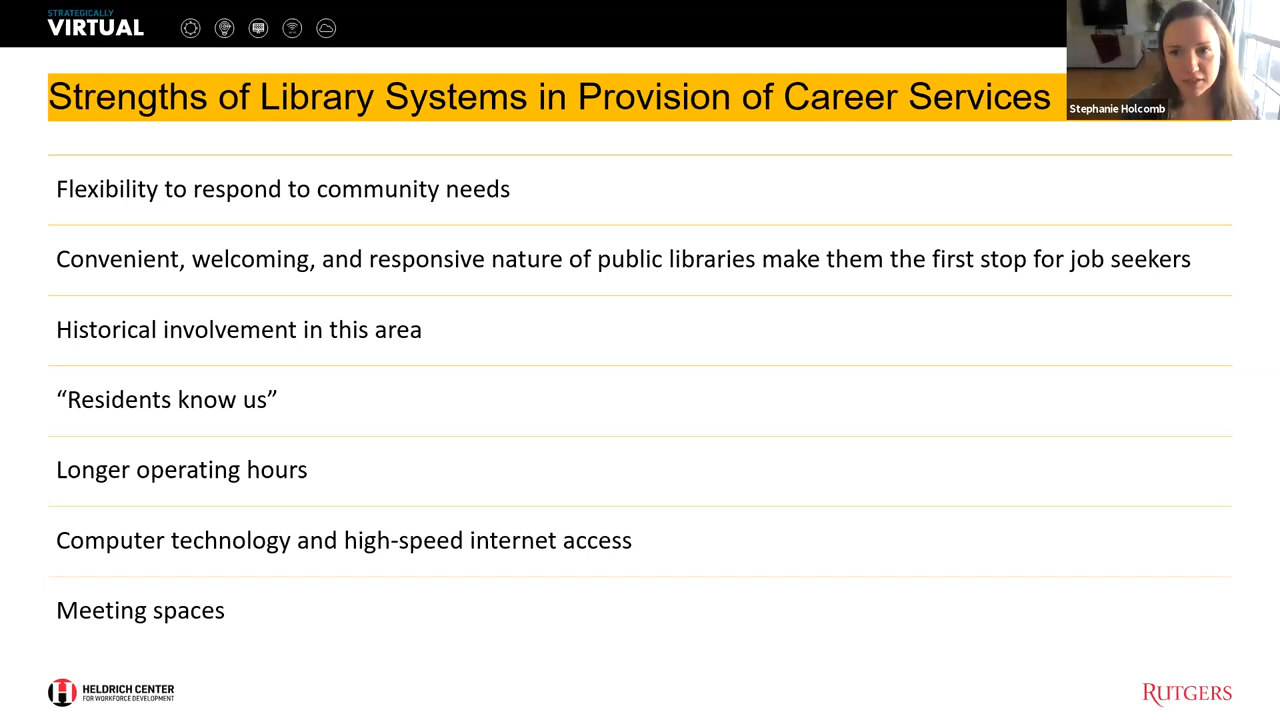 STRATEGICALLY
VIRTUAL
Stephanie Holcomb
Strengths of Library Systems in Provision of Career Services
Flexibility to respond to community needs
Convenient, welcoming, and responsive nature of public libraries make them the first stop for job seekers
Historical involvement in this area
“Residents know us”
Longer operating hours
Computer technology and high-speed internet access
Meeting spaces
HELDRICH CENTER
FOR WORKFORCE DEVELOPMENT
RUTGERS